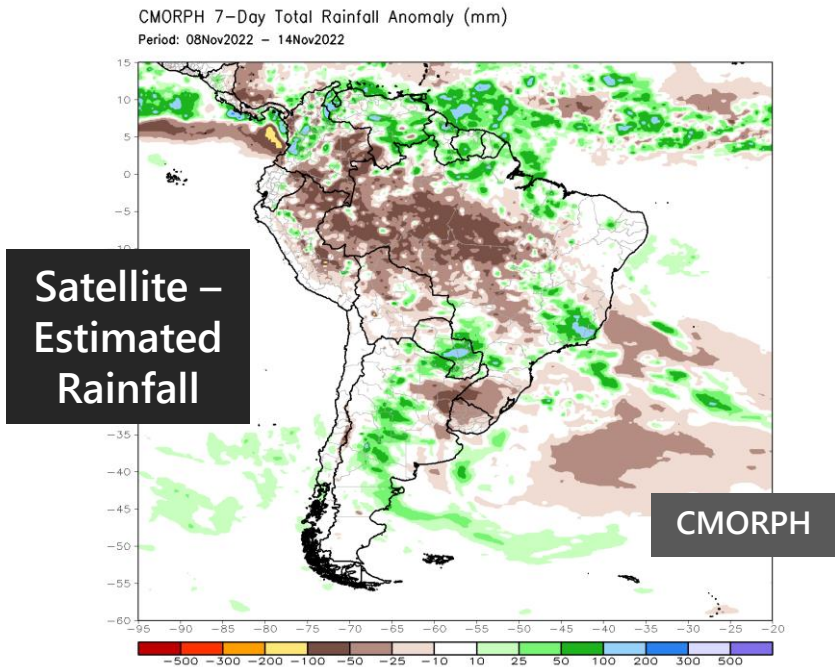 CMORPH 7-Day Total Rainfall Anomaly (mm)
Period: 08Nov2022 – 14Nov2022
15
10
5
0
-5
Satellite –
Estimated
Rainfall
-35
-40
-45
CMORPH
-50
-55
-60
-95 -90 -85 -80 -75 -70 -65 -60 -55 -50 -45 -40 -35 -30 -25 -20
-500 -300 -200 -100 -50 -25 -10 10 25 50 100 200 300 500